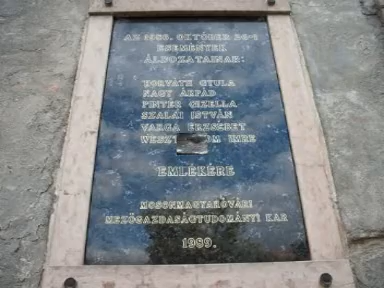 AZ 1956. OKTÓBER 26-I
ESEMÉNYEK
ÁLDOZATAINAK:
HORVÁTH GYULA
NAGY ÁRPÁD
PINTÉR GIZELLA
SZALAI ISTVÁN
VARGA ERZSÉBET
IMRE
EMLÉKÉRE
MOSONMAGYARÓVÁRI
MEZŐGAZDASÁGTUDOMÁNYI KAR
1989.